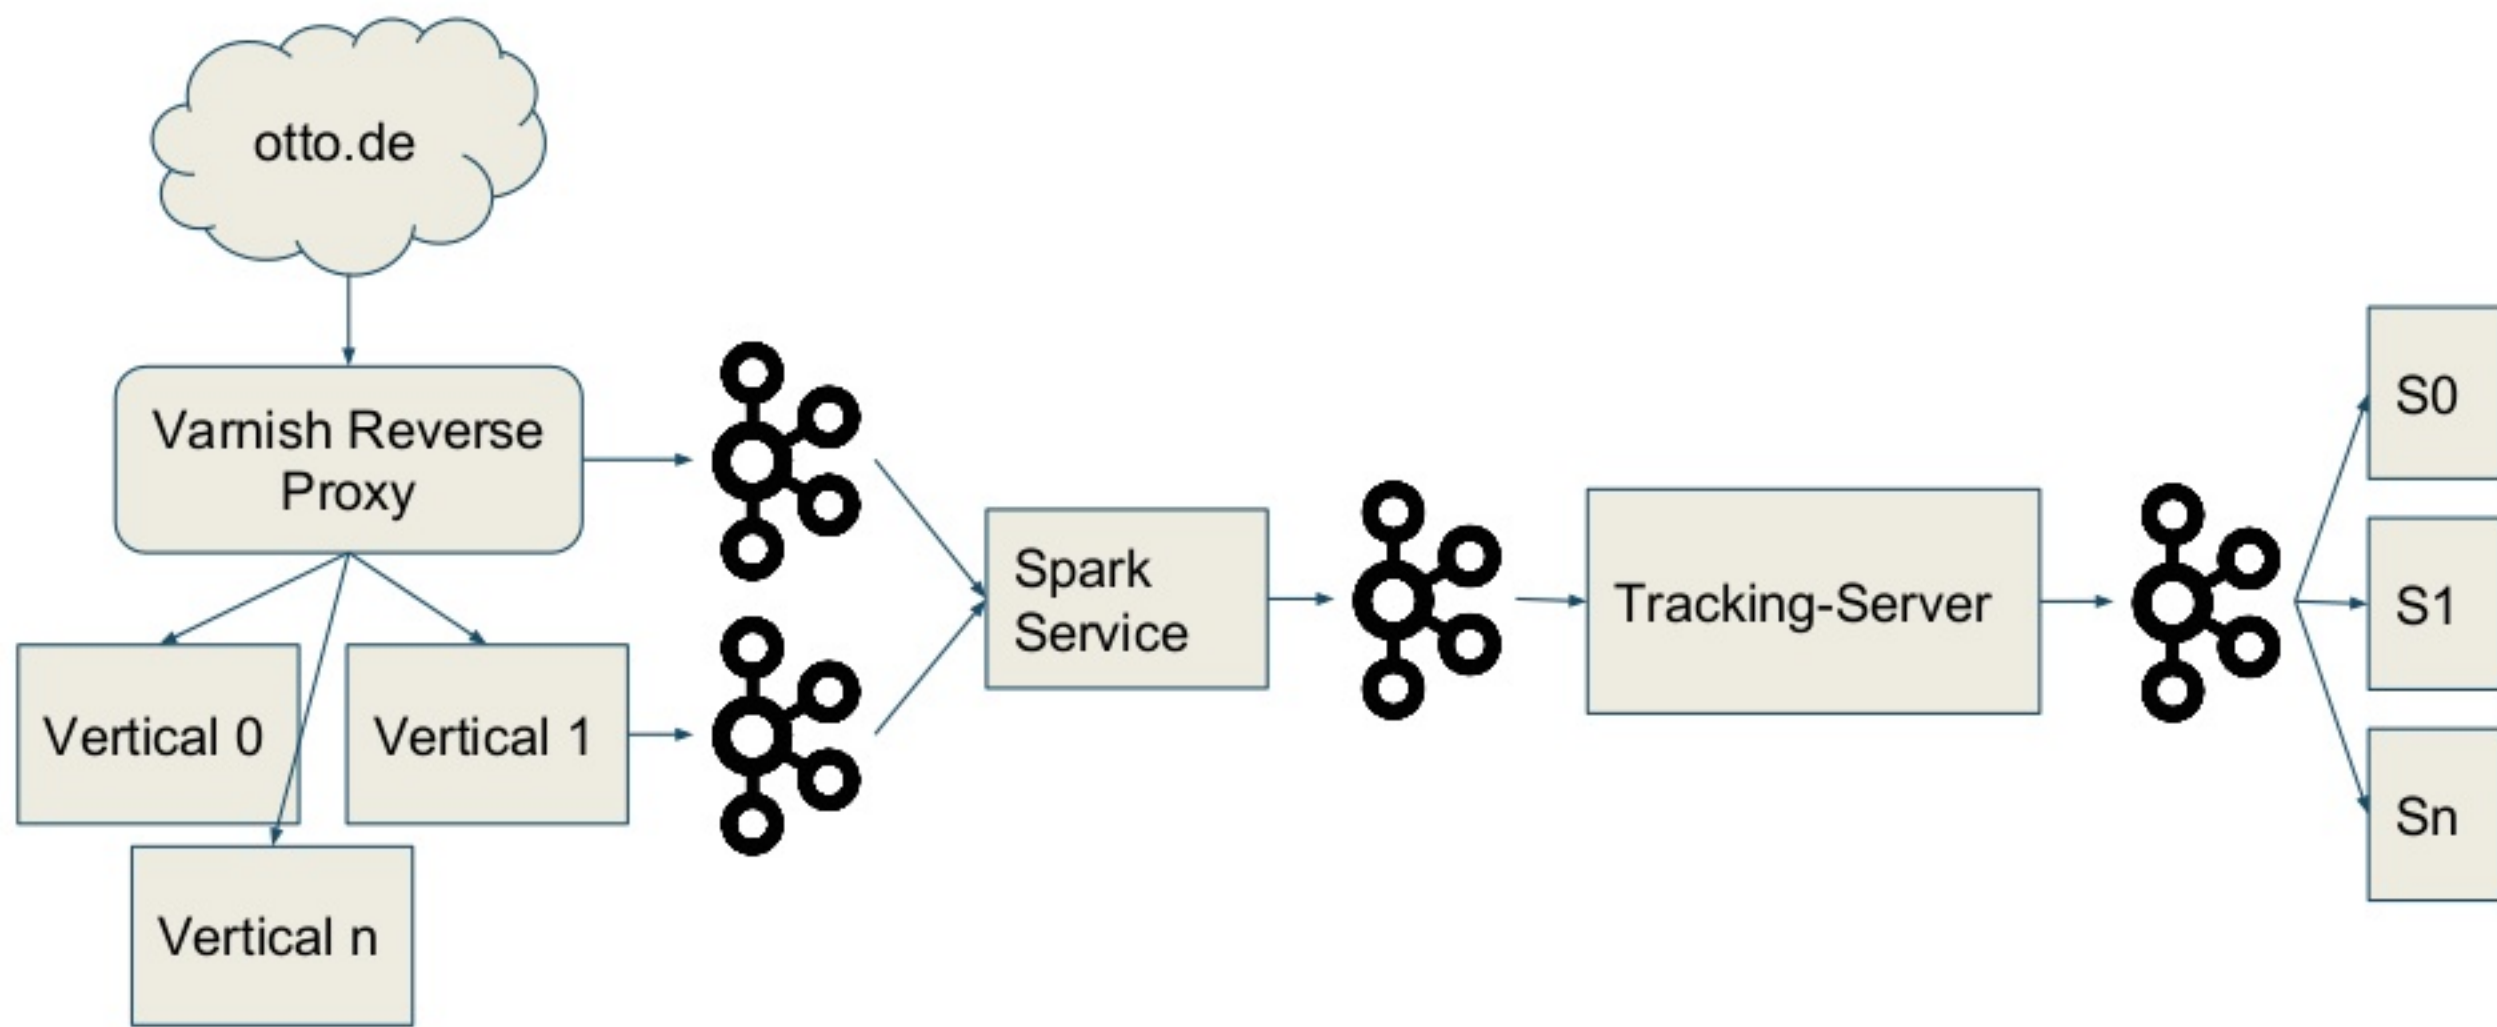 otto.de
Varnish Reverse
Proxy
Vertical 0
Vertical 1
Vertical n
Spark
Service
Tracking-Server
S0
S1
Sn